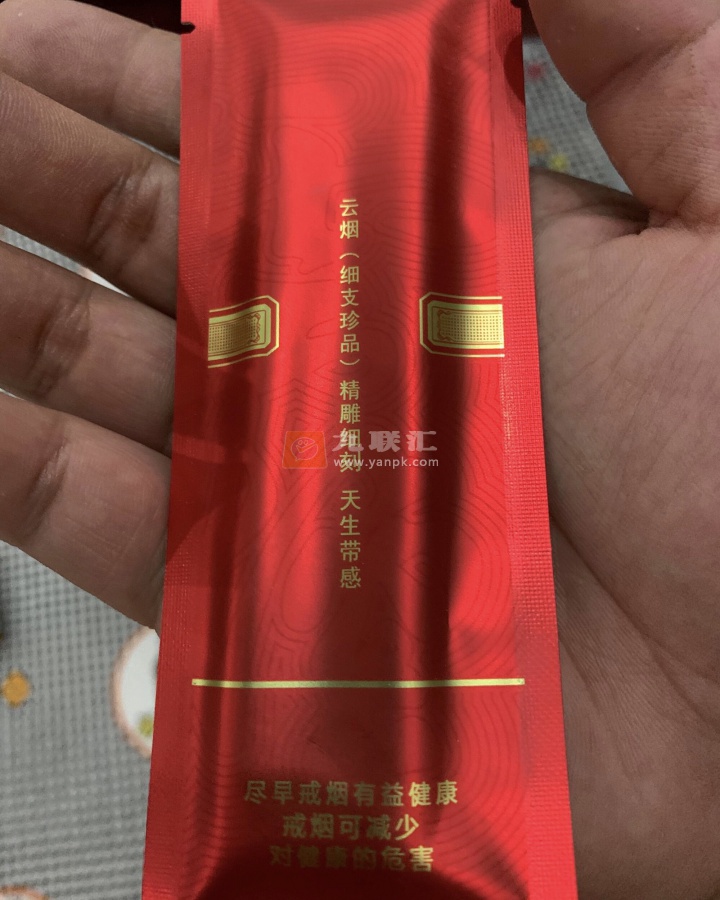 云烟（细支珍品）精雕细刻 天生带感
九联汇
www.yanpk.com
尽早戒烟有益健康
戒烟可减少
对健康的危害